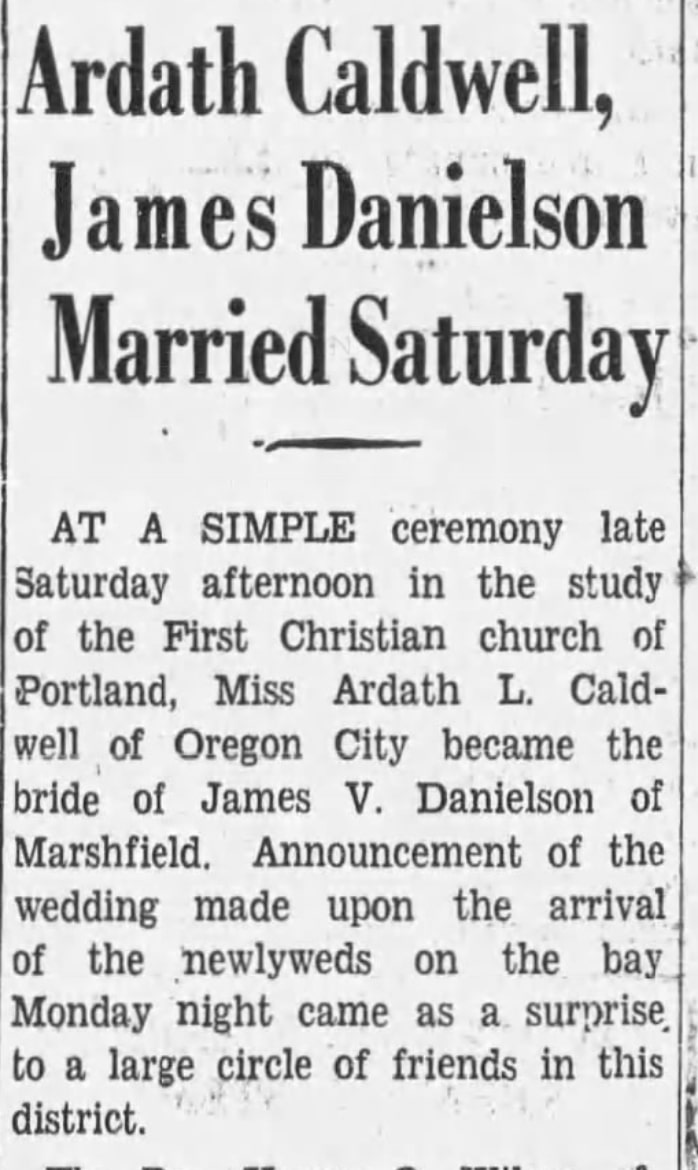 Ardath Caldwell,
James Danielson
Married Saturday
AT A SIMPLE ceremony late
Saturday afternoon in the study
of the First Christian church of
Portland, Miss Ardath L. Cald-
well of Oregon City became the
bride of James V. Danielson of
Marshfield. Announcement of the
wedding made upon the arrival
of the newlyweds on the bay
Monday night came as a surprise
to a large circle of friends in this
district.